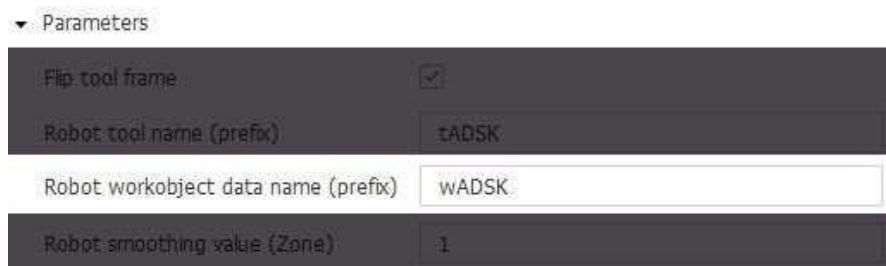 Parameters
Flip tool frame
Robot tool name (prefix) tADSK
Robot workobject data name (prefix) wADSK
Robot smoothing value (Zone) 1